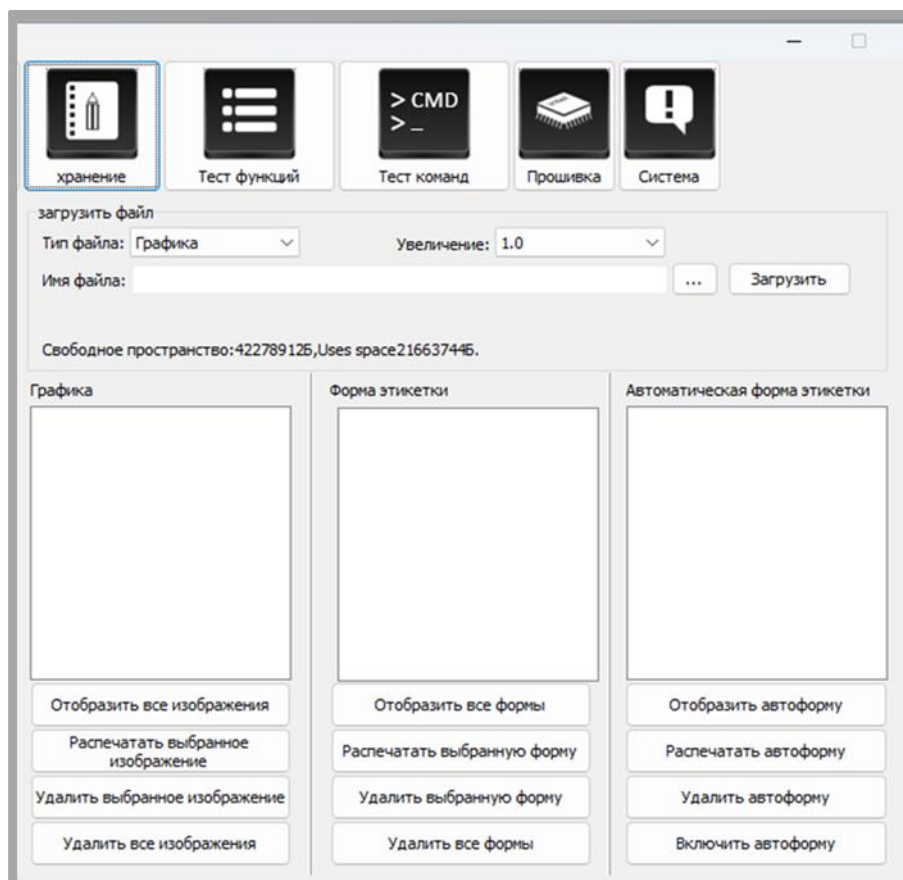 > CMD
> _
хранение
Тест функций
Тест команд
Прошивка
Система
загрузить файл
Тип файла: Графика
Увеличение: 1.0
Имя файла:
...
Загрузить
Свободное пространство:42278912Б,Uses space21663744Б.
Графика
Форма этикетки
Автоматическая форма этикетки
Отобразить все изображения
Отобразить все формы
Отобразить автоформу
Распечатать выбранное
изображение
Распечатать выбранную форму
Распечатать автоформу
Удалить выбранное изображение
Удалить выбранную форму
Удалить автоформу
Удалить все изображения
Удалить все формы
Включить автоформу